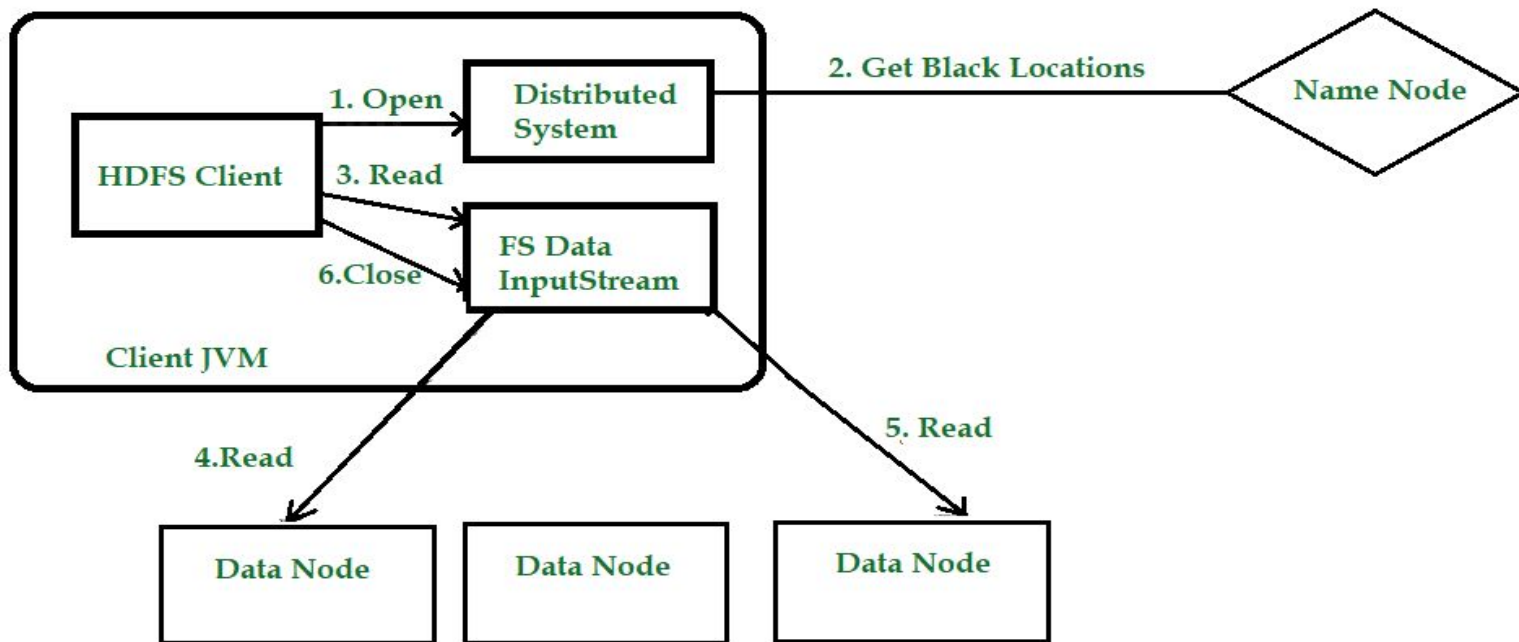 2. Get Black Locations
1. Open
Distributed
System
Name Node
HDFS Client
3. Read
FS Data
InputStream
6.Close
Client JVM
4.Read
5. Read
Data Node
Data Node
Data Node